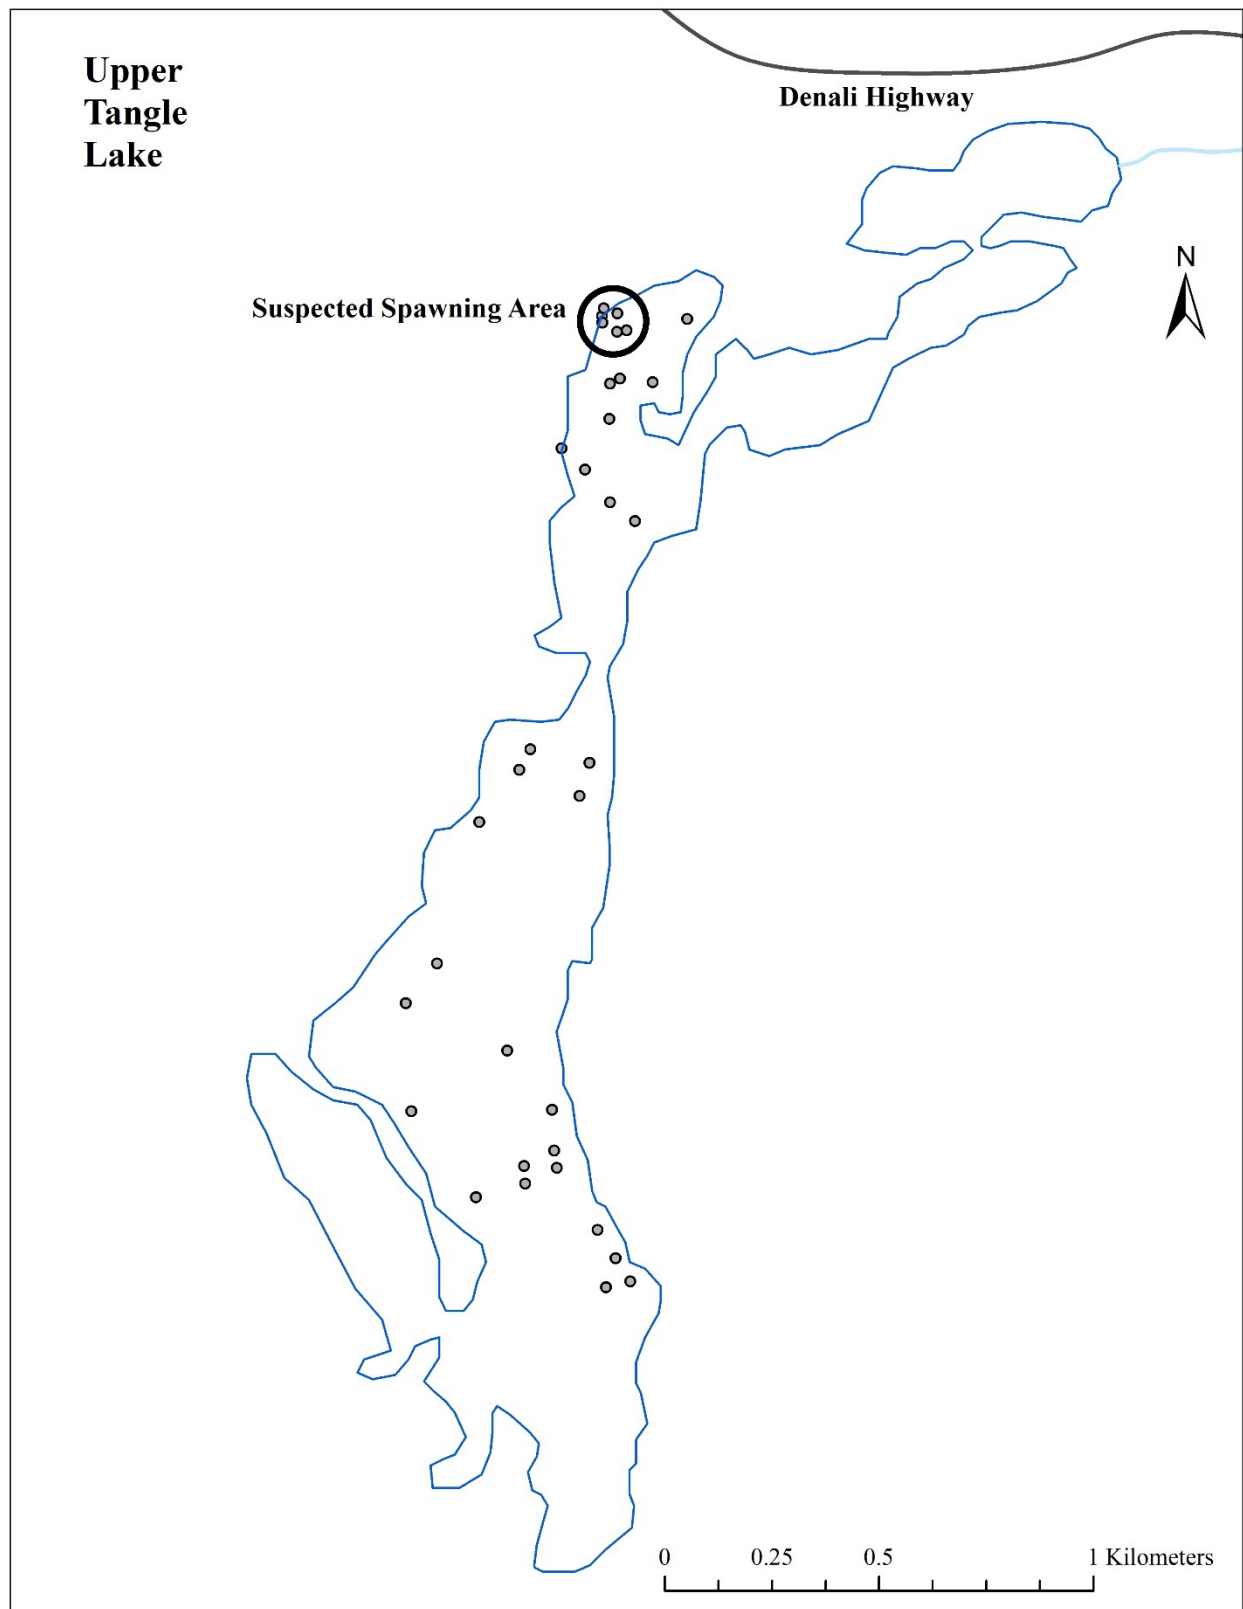 Upper
Tangle
Lake
Denali Highway
N
Suspected Spawning Area
0 0.25 0.5 1 Kilometers